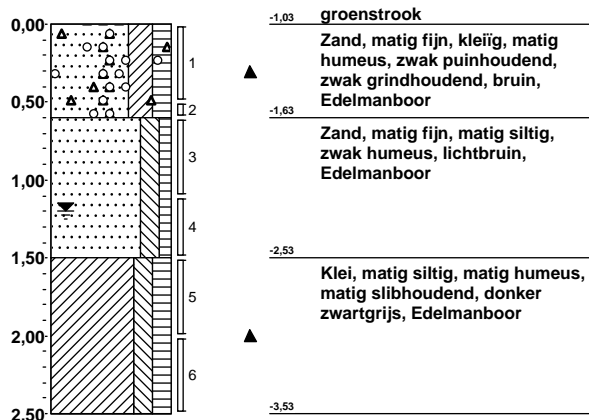 groenstrook
0,00
-1,03
Zand, matig fijn, kleiïg, matig
humeus, zwak puinhoudend,
zwak grindhoudend, bruin,
Edelmanboor
1
0,50
2
-1,63
Zand, matig fijn, matig siltig,
zwak humeus, lichtbruin,
Edelmanboor
3
1,00
4
1,50
-2,53
Klei, matig siltig, matig humeus,
matig slibhoudend, donker
zwartgrijs, Edelmanboor
5
2,00
6
2,50
-3,53